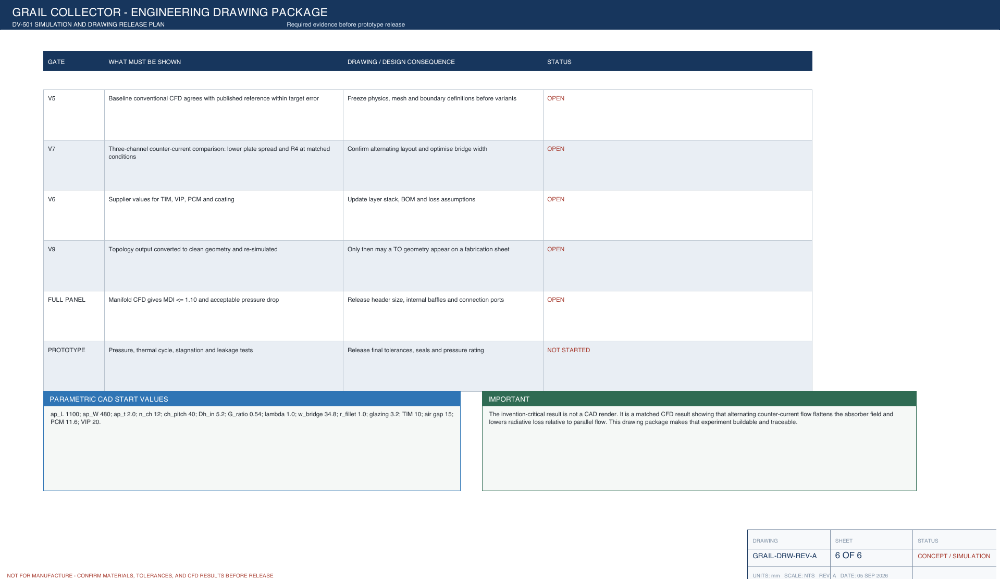 GRAIL COLLECTOR - ENGINEERING DRAWING PACKAGE
DV-501 SIMULATION AND DRAWING RELEASE PLAN
Required evidence before prototype release
GATE
WHAT MUST BE SHOWN
DRAWING / DESIGN CONSEQUENCE
STATUS
V5
Baseline conventional CFD agrees with published reference within target error
Freeze physics, mesh and boundary definitions before variants
OPEN
V7
Three-channel counter-current comparison: lower plate spread and R4 at matched
conditions
Confirm alternating layout and optimise bridge width
OPEN
V6
Supplier values for TIM, VIP, PCM and coating
Update layer stack, BOM and loss assumptions
OPEN
V9
Topology output converted to clean geometry and re-simulated
Only then may a TO geometry appear on a fabrication sheet
OPEN
FULL PANEL
Manifold CFD gives MDI <= 1.10 and acceptable pressure drop
Release header size, internal baffles and connection ports
OPEN
PROTOTYPE
Pressure, thermal cycle, stagnation and leakage tests
Release final tolerances, seals and pressure rating
NOT STARTED
PARAMETRIC CAD START VALUES
ap_L 1100; ap_W 480; ap_t 2.0; n_ch 12; ch_pitch 40; Dh_in 5.2; G_ratio 0.54; lambda 1.0; w_bridge 34.8; r_fillet 1.0; glazing 3.2; TIM 10; air gap 15;
PCM 11.6; VIP 20.
IMPORTANT
The invention-critical result is not a CAD render. It is a matched CFD result showing that alternating counter-current flow flattens the absorber field and
lowers radiative loss relative to parallel flow. This drawing package makes that experiment buildable and traceable.
DRAWING
SHEET
STATUS
GRAIL-DRW-REV-A
6 OF 6
CONCEPT / SIMULATION
UNITS: mm SCALE: NTS REV A DATE: 05 SEP 2026
NOT FOR MANUFACTURE - CONFIRM MATERIALS, TOLERANCES, AND CFD RESULTS BEFORE RELEASE